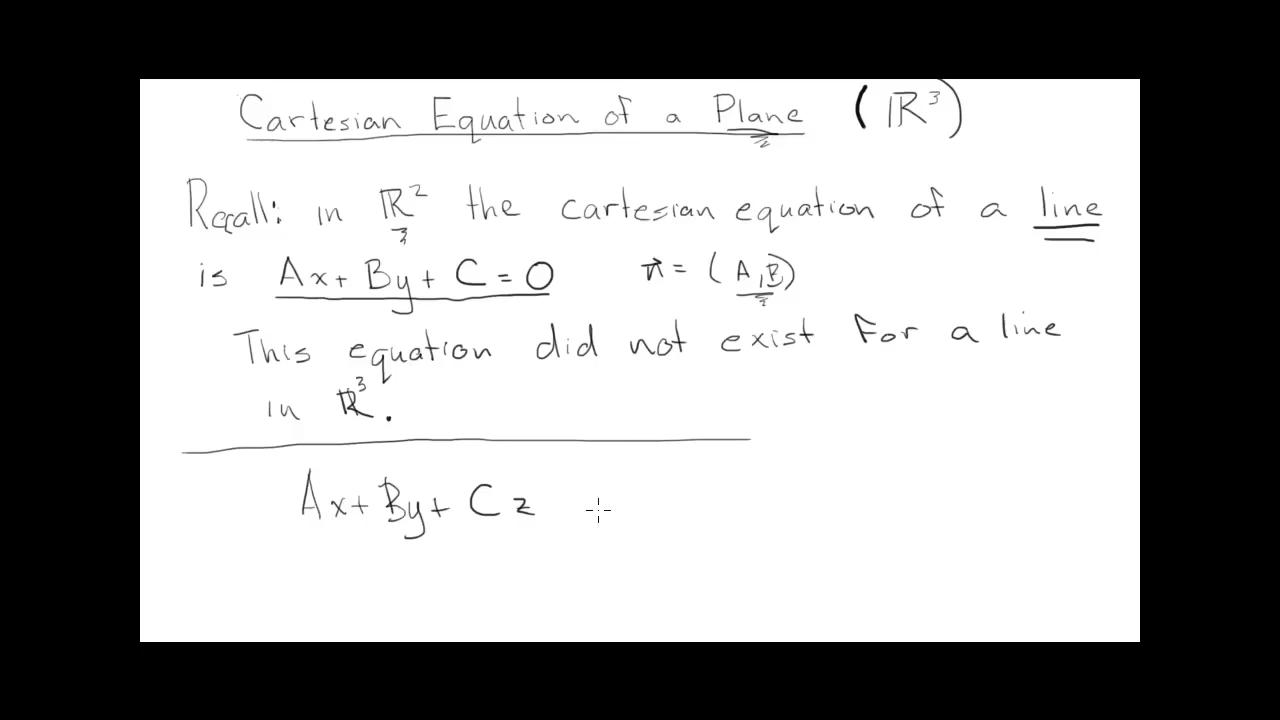 Cartesian Equation of a Plane (ℝ³)
Recall: in ℝ² the cartesian equation of a line
is Ax + By + C = 0 n⃗ = (A,B)
This equation did not exist for a line
in ℝ³.
Ax + By + Cz